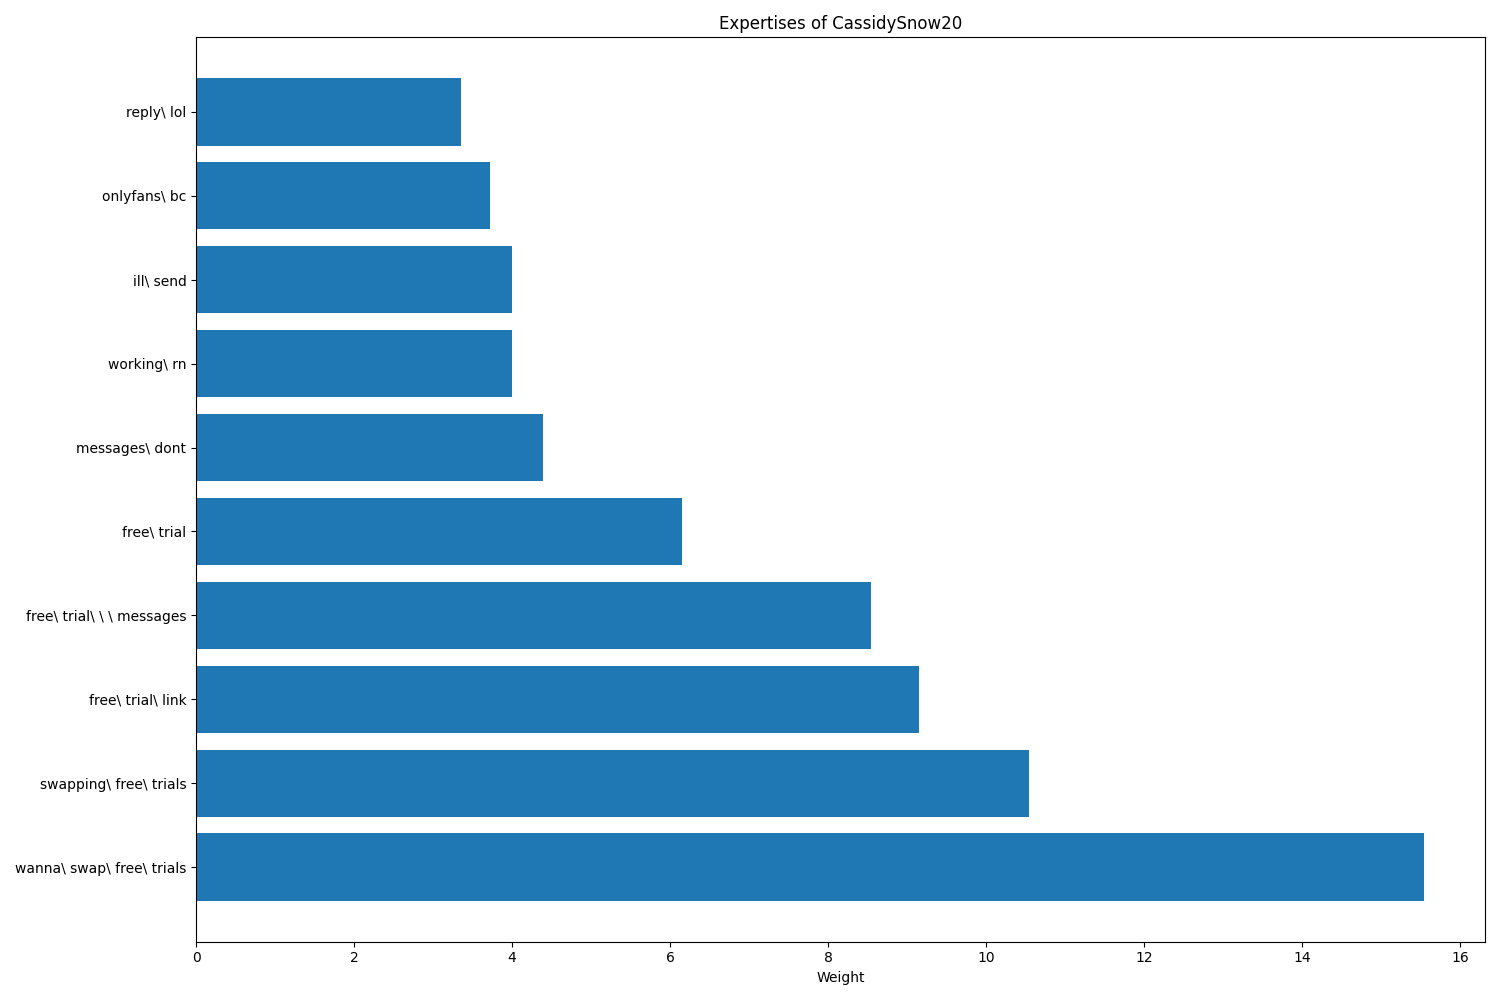 Expertises of CassidySnow20
reply\ lol
onlyfans\ bc
ill\ send
working\ rn
messages\ dont
free\ trial
free\ trial\ \ \ messages
free\ trial\ link
swapping\ free\ trials
wanna\ swap\ free\ trials
0 2 4 6 8 10 12 14 16
Weight